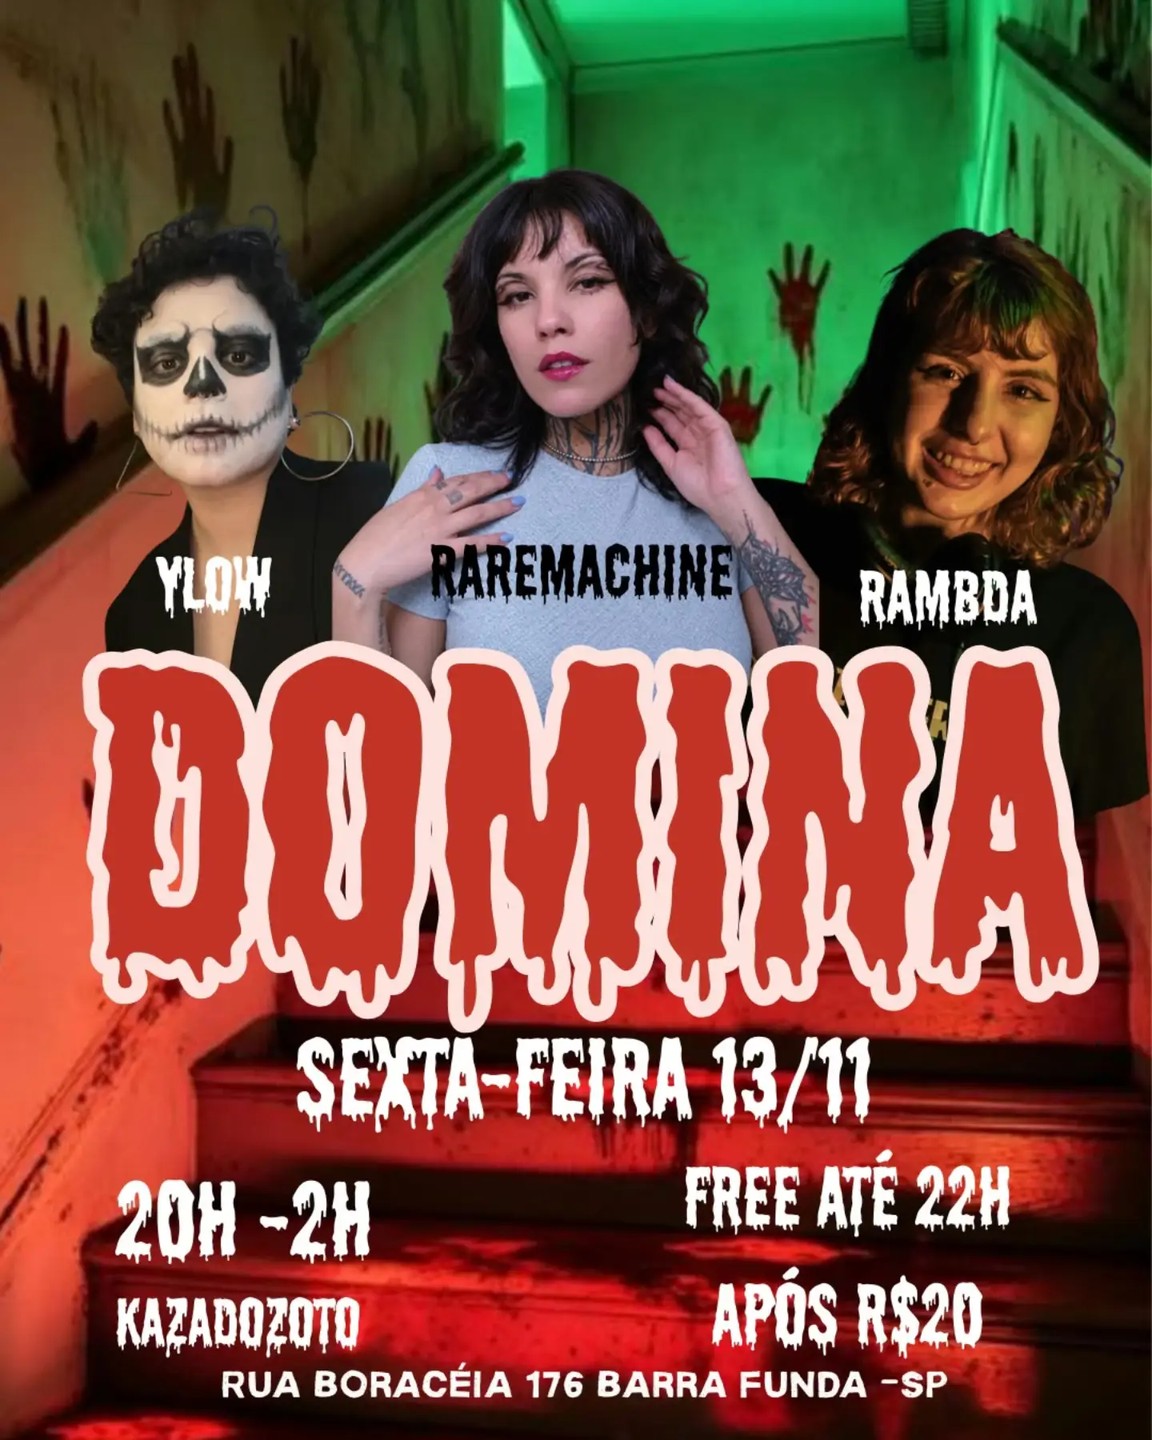 YLOW
RAREMACHINE
RAMBDA
DOMINA
SEXTA-FEIRA 13/11
20H -2H
FREE ATÉ 22H
KAZADOZOTO
APÓS R$20
RUA BORACÉIA 176 BARRA FUNDA -SP